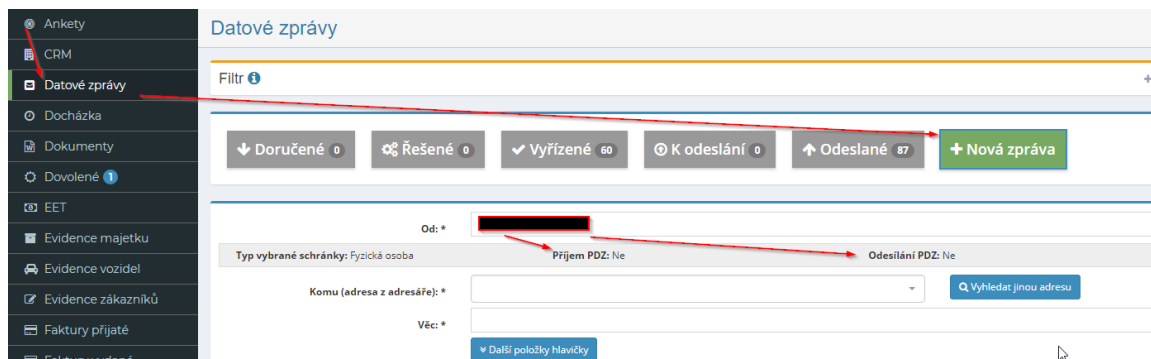 Ankety
CRM
Datové zprávy
Docházka
Dokumenty
Dovolené 1
EET
Evidence majetku
Evidence vozidel
Evidence zákazníků
Faktury přijaté
Datové zprávy
Filtr
Doručené 0
Řešené 0
Vyřízené 60
K odeslání 0
Odeslané 87
+ Nová zpráva
Od: *
Typ vybrané schránky: Fyzická osoba Příjem PDZ: Ne Odesílání PDZ: Ne
Komu (adresa z adresáře): * Vyhledat jinou adresu
Věc: *
Další položky hlavičky